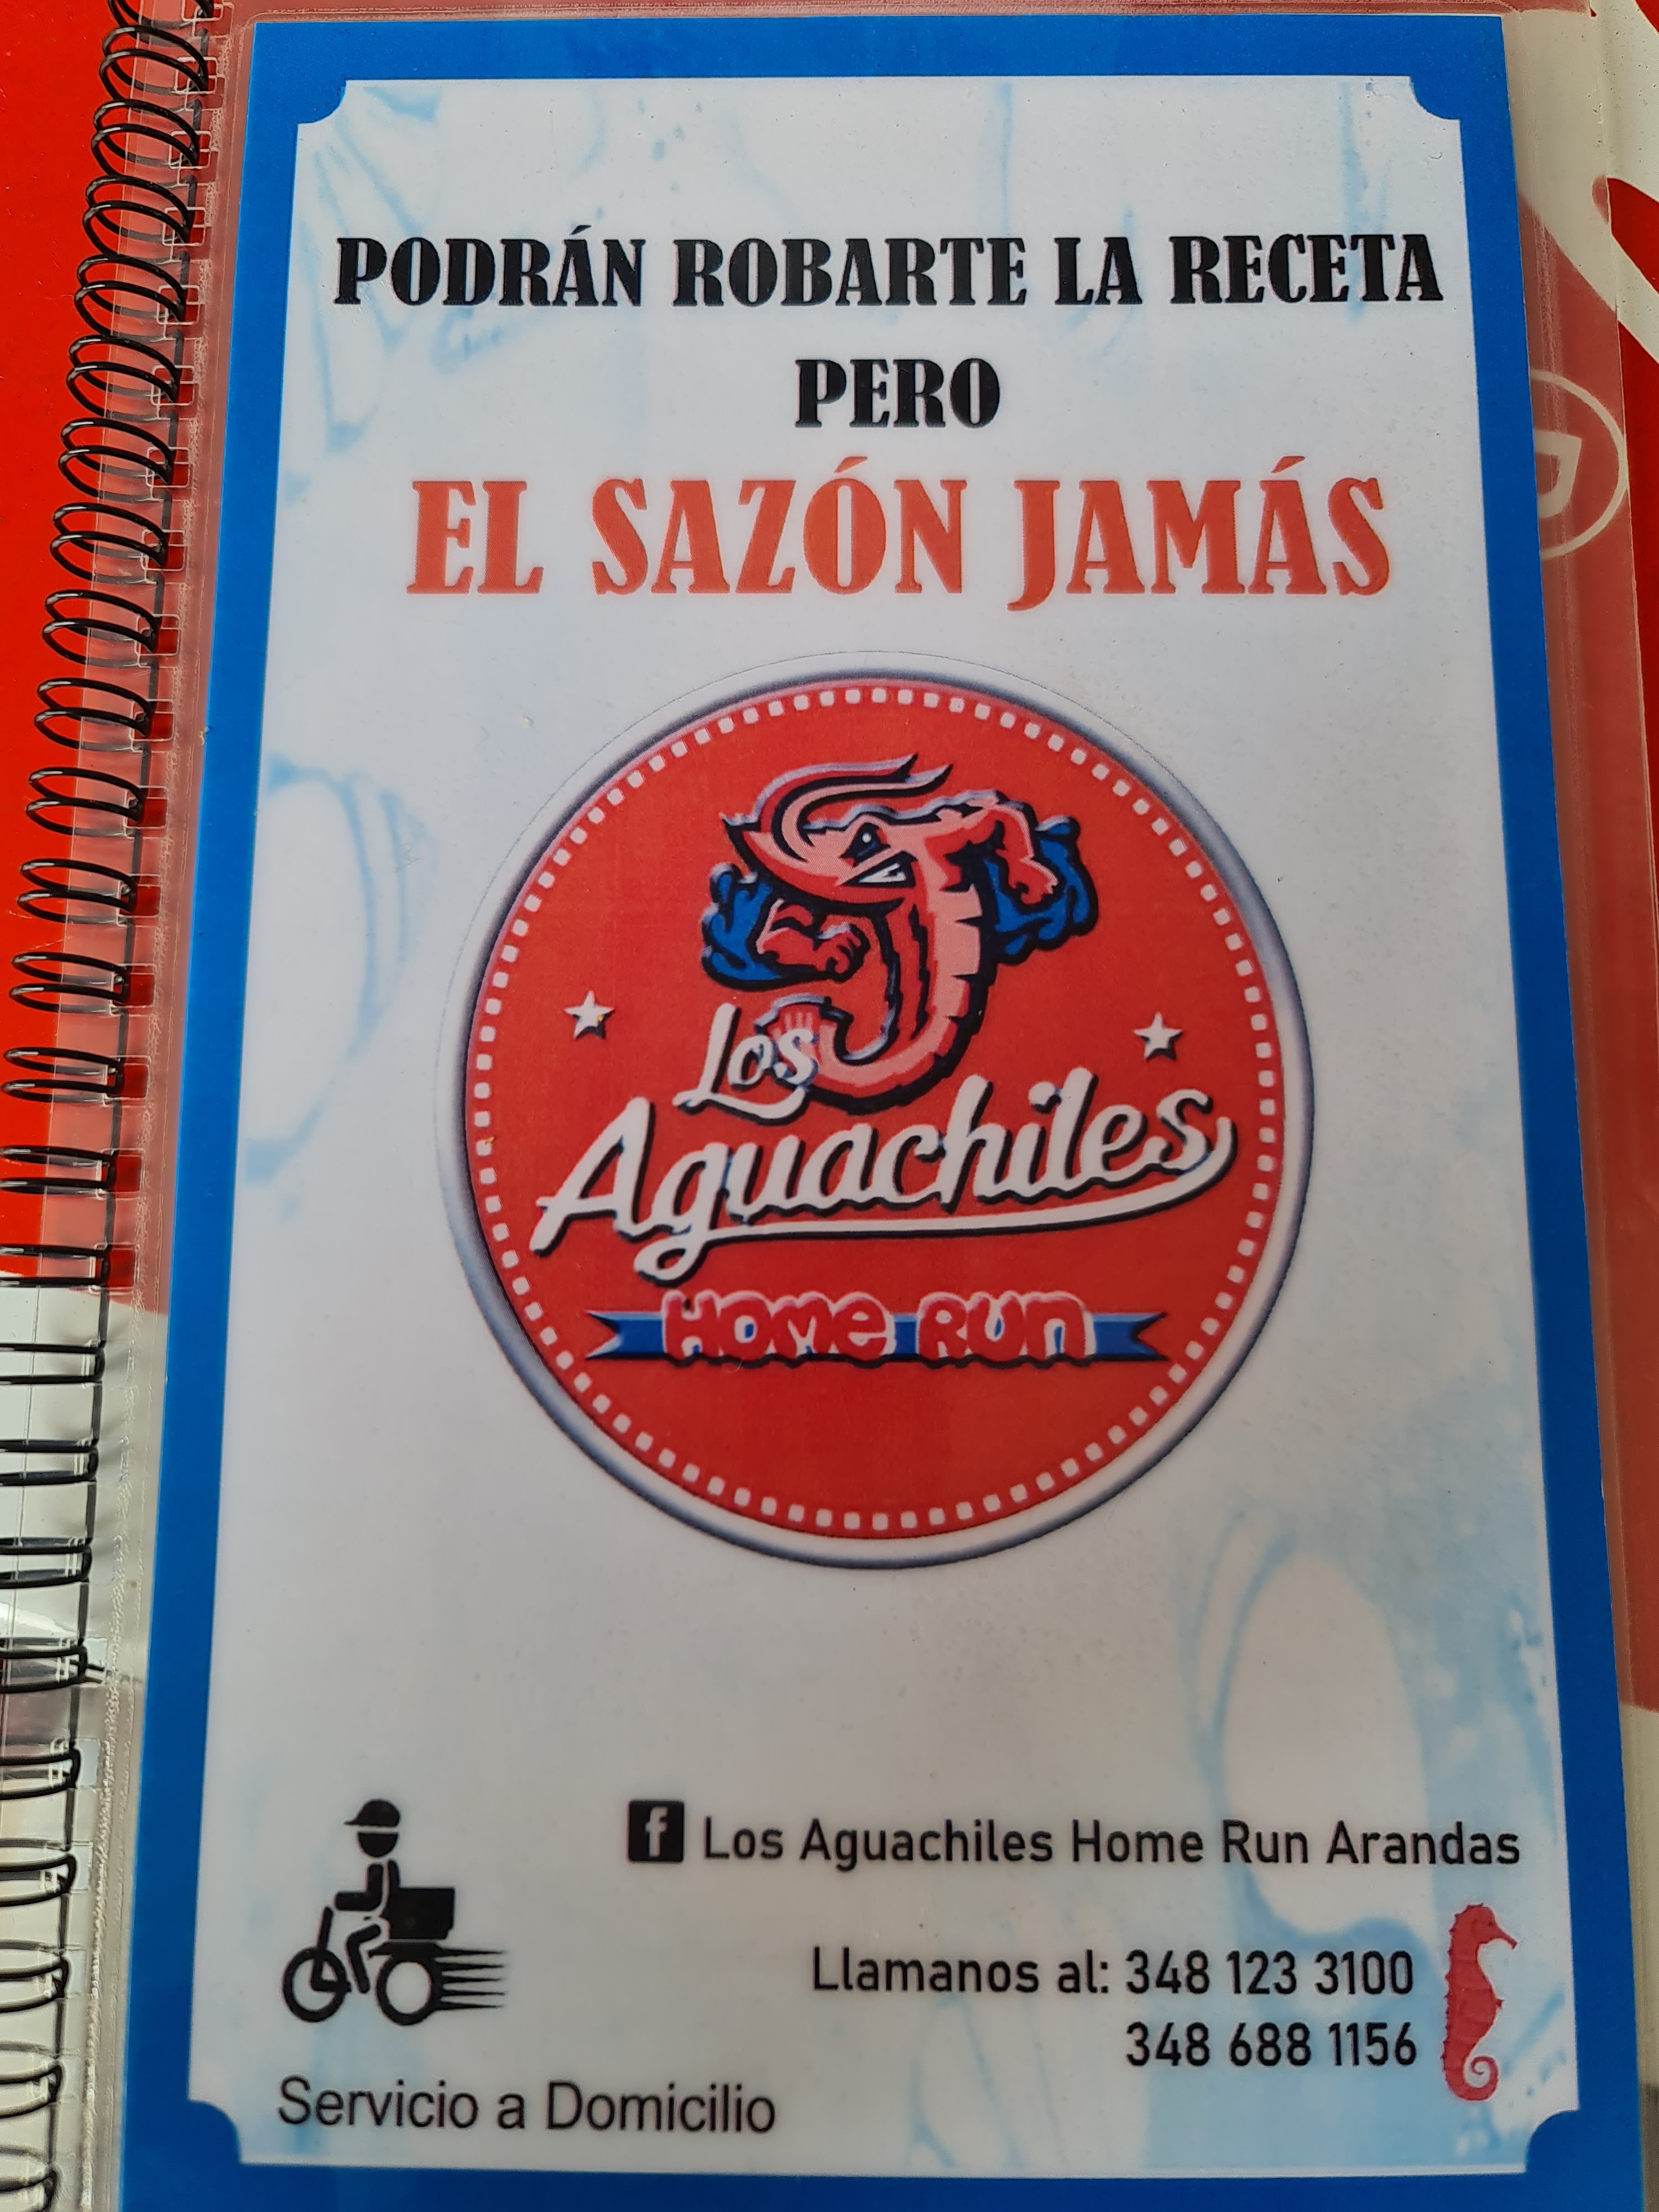 PODRÁN ROBARTE LA RECETA
PERO
EL SAZÓN JAMÁS
Los
Aguachiles
HOME RUN
f Los Aguachiles Home Run Arandas
Llamanos al: 348 123 3100
348 688 1156
Servicio a Domicilio